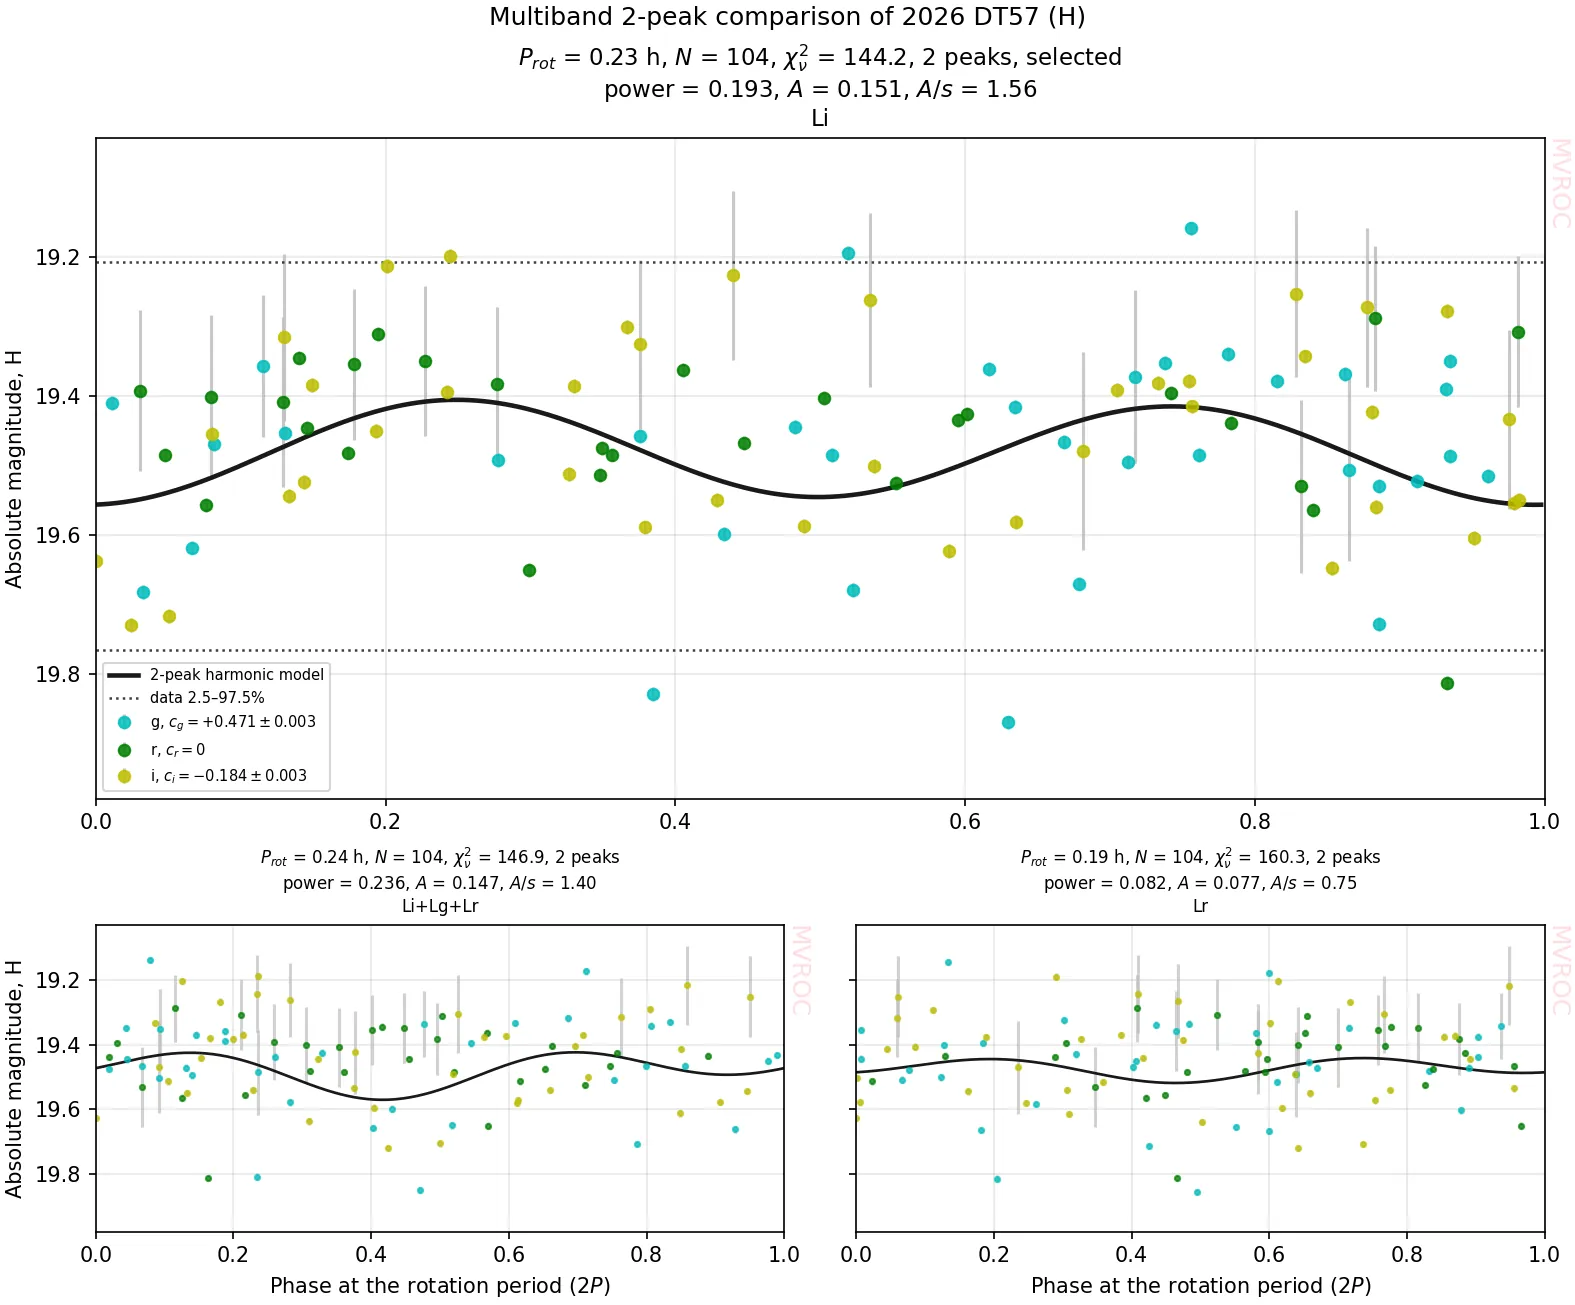 Multiband 2-peak comparison of 2026 DT57 (H)
P_rot = 0.23 h, N = 104, χ²_ν = 144.2, 2 peaks, selected
power = 0.193, A = 0.151, A/s = 1.56
Li
MVROC
Absolute magnitude, H
19.2
19.4
19.6
19.8
2-peak harmonic model
data 2.5–97.5%
g, c_g = +0.471 ± 0.003
r, c_r = 0
i, c_i = −0.184 ± 0.003
0.0 0.2 0.4 0.6 0.8 1.0
P_rot = 0.24 h, N = 104, χ²_ν = 146.9, 2 peaks
power = 0.236, A = 0.147, A/s = 1.40
Li+Lg+Lr
MVROC
Absolute magnitude, H
19.2
19.4
19.6
19.8
0.0 0.2 0.4 0.6 0.8 1.0
Phase at the rotation period (2P)
P_rot = 0.19 h, N = 104, χ²_ν = 160.3, 2 peaks
power = 0.082, A = 0.077, A/s = 0.75
Lr
MVROC
0.0 0.2 0.4 0.6 0.8 1.0
Phase at the rotation period (2P)